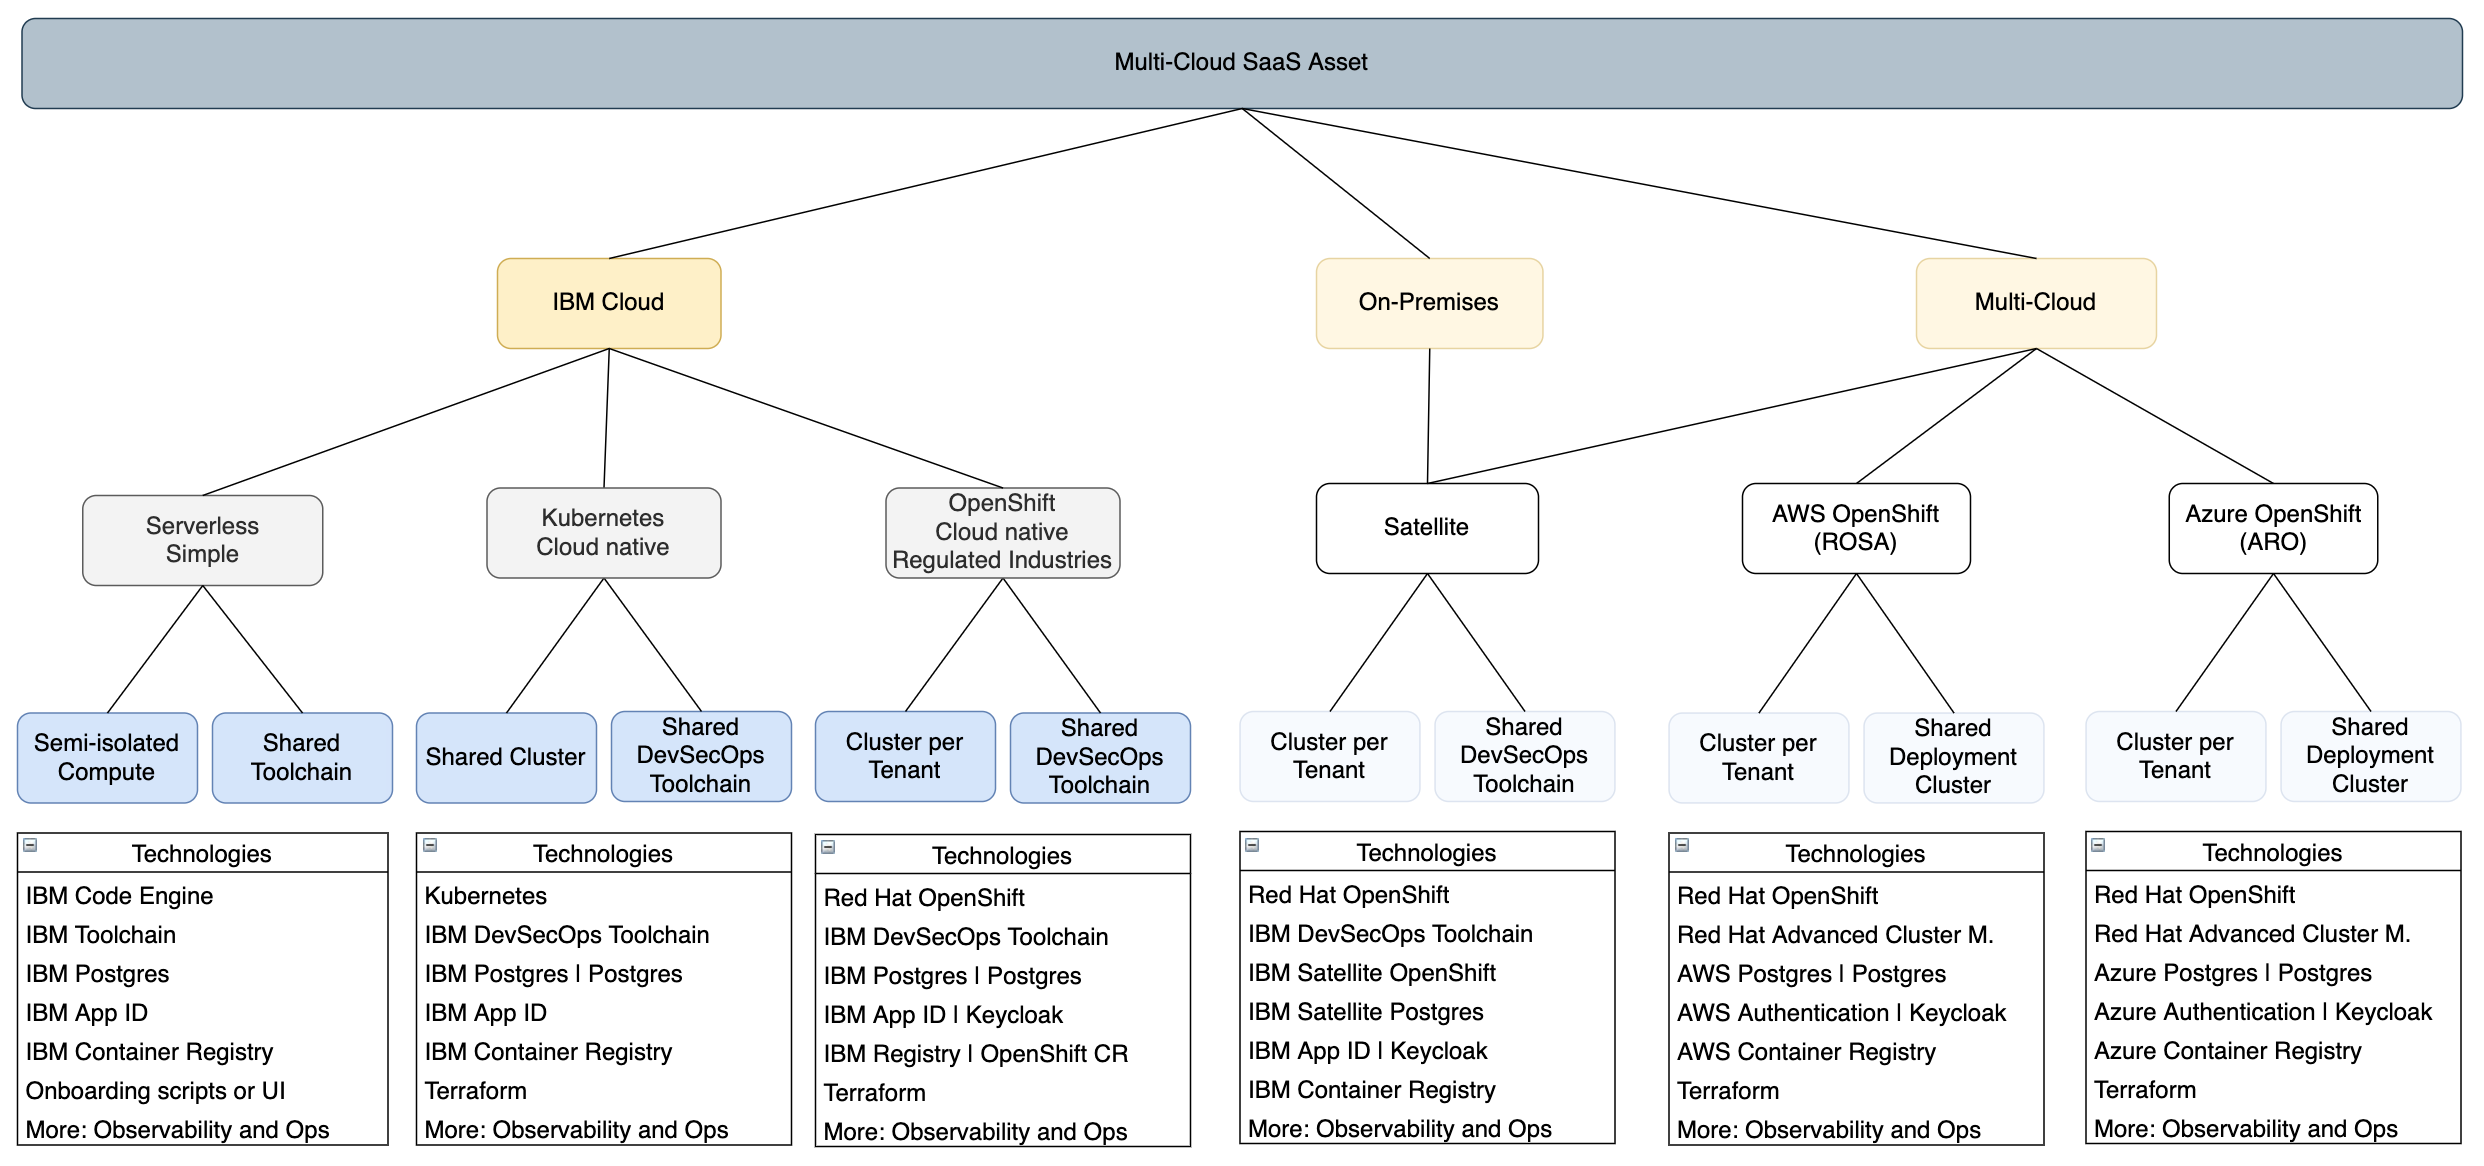 Multi-Cloud SaaS Asset
IBM Cloud
On-Premises
Multi-Cloud
Serverless
Simple
Kubernetes
Cloud native
OpenShift
Cloud native
Regulated Industries
Satellite
AWS OpenShift
(ROSA)
Azure OpenShift
(ARO)
Semi-isolated
Compute
Shared
Toolchain
Shared Cluster
Shared
DevSecOps
Toolchain
Cluster per
Tenant
Shared
DevSecOps
Toolchain
Cluster per
Tenant
Shared
DevSecOps
Toolchain
Cluster per
Tenant
Shared
Deployment
Cluster
Cluster per
Tenant
Shared
Deployment
Cluster
Technologies
IBM Code Engine
IBM Toolchain
IBM Postgres
IBM App ID
IBM Container Registry
Onboarding scripts or UI
More: Observability and Ops
Technologies
Kubernetes
IBM DevSecOps Toolchain
IBM Postgres | Postgres
IBM App ID
IBM Container Registry
Terraform
More: Observability and Ops
Technologies
Red Hat OpenShift
IBM DevSecOps Toolchain
IBM Postgres | Postgres
IBM App ID | Keycloak
IBM Registry | OpenShift CR
Terraform
More: Observability and Ops
Technologies
Red Hat OpenShift
IBM DevSecOps Toolchain
IBM Satellite OpenShift
IBM Satellite Postgres
IBM App ID | Keycloak
IBM Container Registry
More: Observability and Ops
Technologies
Red Hat OpenShift
Red Hat Advanced Cluster M.
AWS Postgres | Postgres
AWS Authentication | Keycloak
AWS Container Registry
Terraform
More: Observability and Ops
Technologies
Red Hat OpenShift
Red Hat Advanced Cluster M.
Azure Postgres | Postgres
Azure Authentication | Keycloak
Azure Container Registry
Terraform
More: Observability and Ops